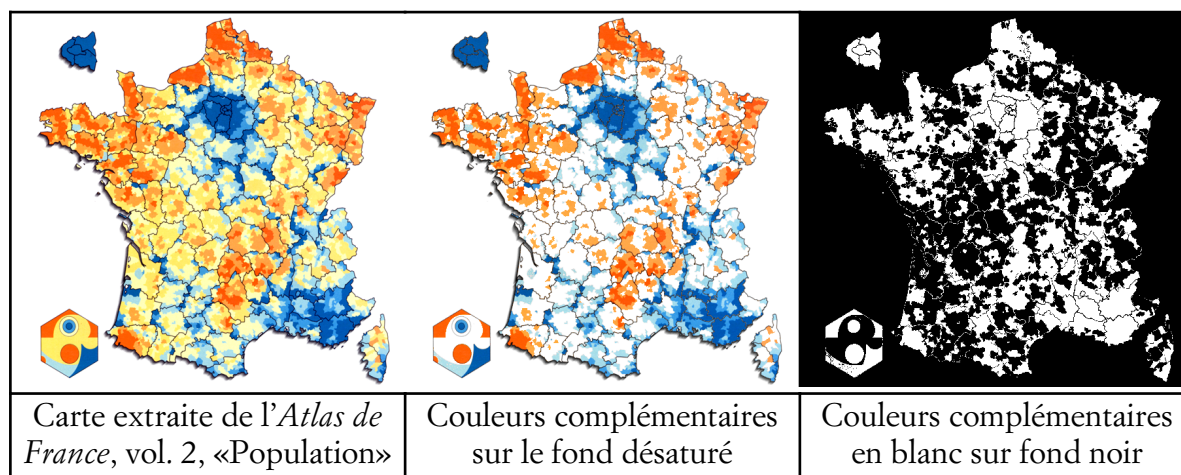 Carte extraite de l’Atlas de
France, vol. 2, «Population»
Couleurs complémentaires
sur le fond désaturé
Couleurs complémentaires
en blanc sur fond noir